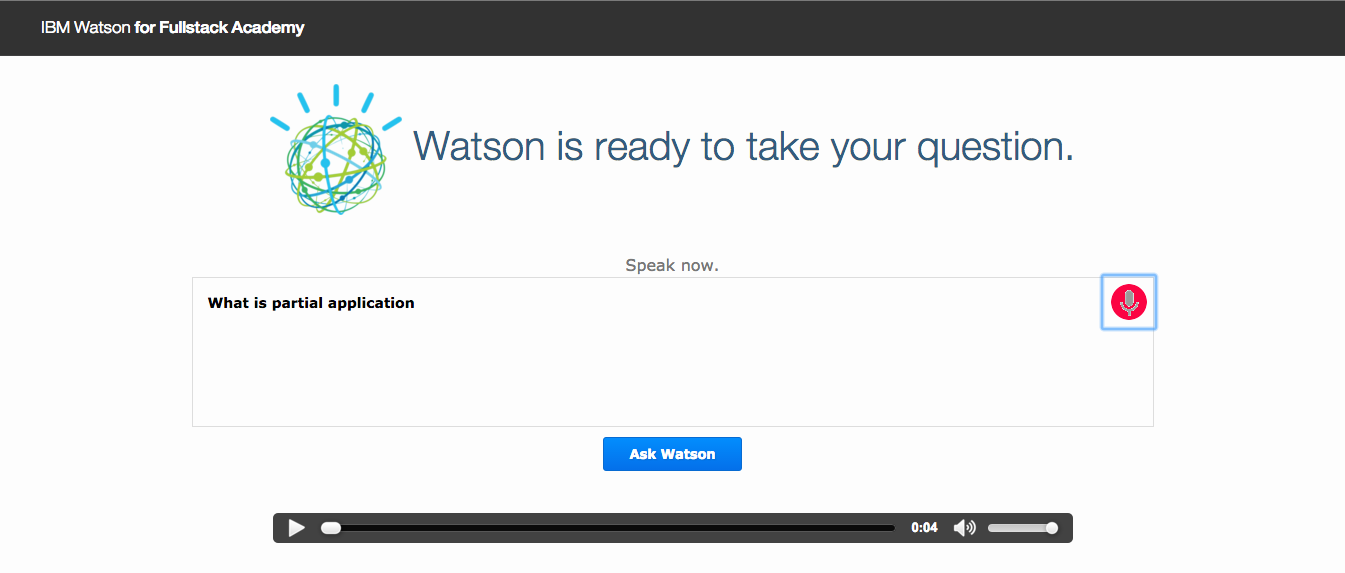 IBM Watson for Fullstack Academy
Watson is ready to take your question.
Speak now.
What is partial application
Ask Watson
0:04